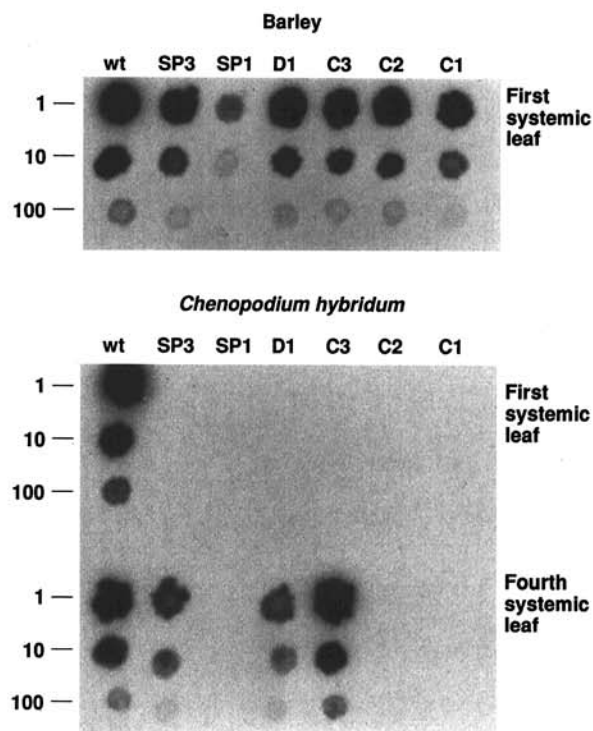 Barley
wt SP3 SP1 D1 C3 C2 C1
1
First
systemic
leaf
10
100
Chenopodium hybridum
wt SP3 SP1 D1 C3 C2 C1
1
First
systemic
leaf
10
100
1
Fourth
systemic
leaf
10
100